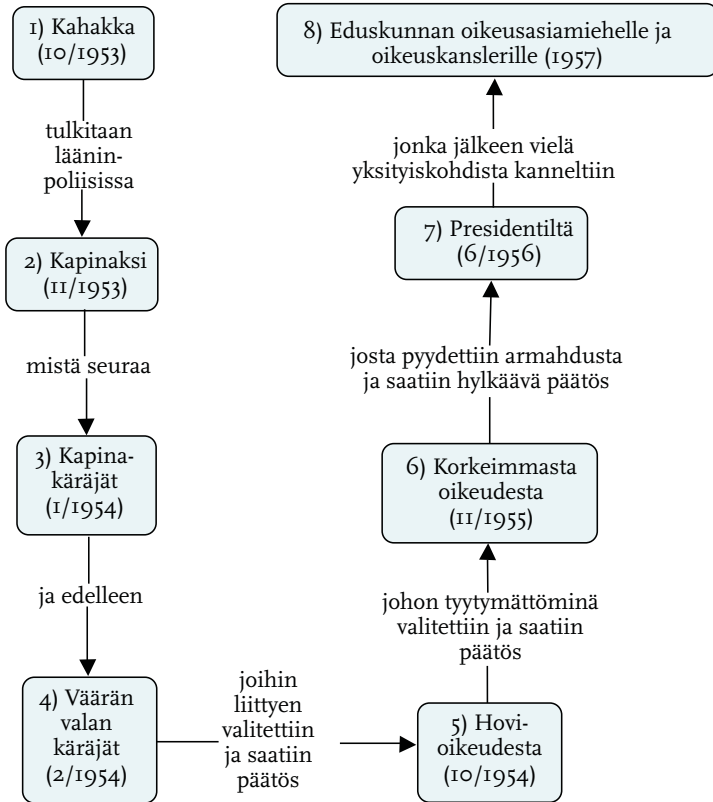 1) Kahakka
(10/1953)
tulkitaan
läänin-
poliisissa
2) Kapinaksi
(11/1953)
mistä seuraa
3) Kapina-
käräjät
(1/1954)
ja edelleen
4) Väärän
valan
käräjät
(2/1954)
joihin
liittyen
valitettiin
ja saatiin
päätös
5) Hovi-
oikeudesta
(10/1954)
johon tyytymättöminä
valitettiin ja saatiin
päätös
6) Korkeimmasta
oikeudesta
(11/1955)
josta pyydettiin armahdusta
ja saatiin hylkäävä päätös
7) Presidentiltä
(6/1956)
jonka jälkeen vielä
yksityiskohdista kanneltiin
8) Eduskunnan oikeusasiamiehelle ja
oikeuskanslerille (1957)